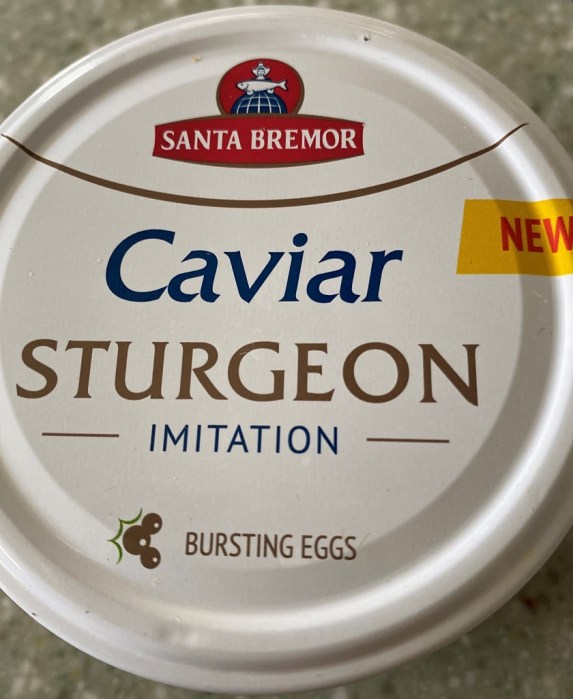 SANTA BREMOR
Caviar
NEW
STURGEON
IMITATION
BURSTING EGGS